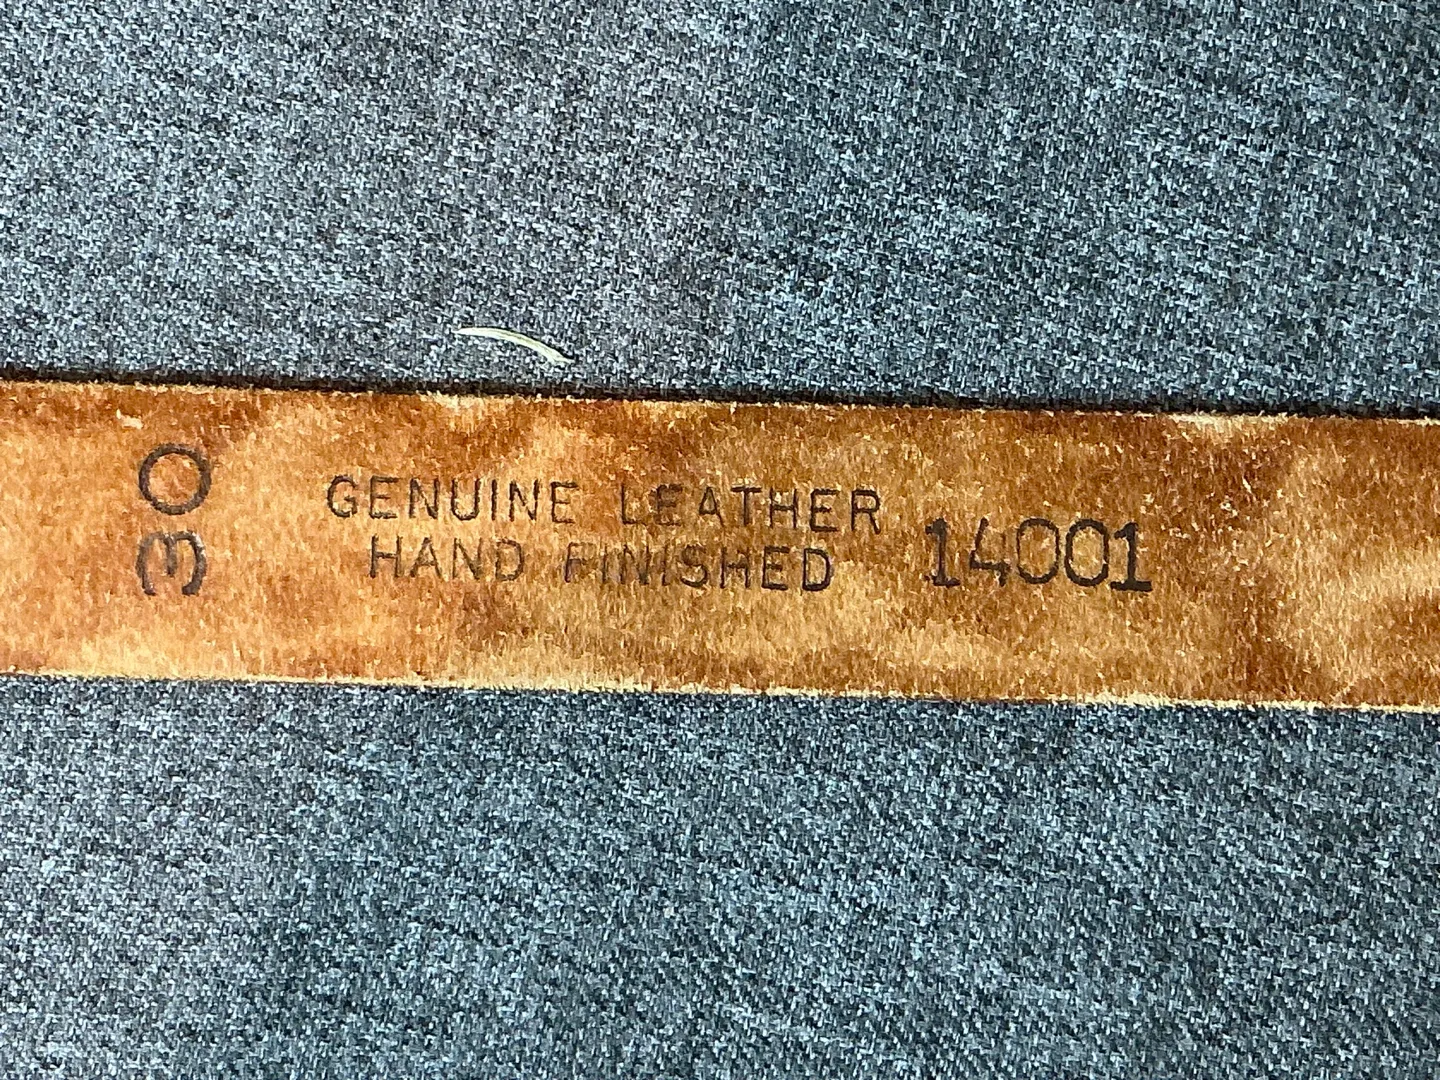 30
GENUINE LEATHER
HAND FINISHED
14001